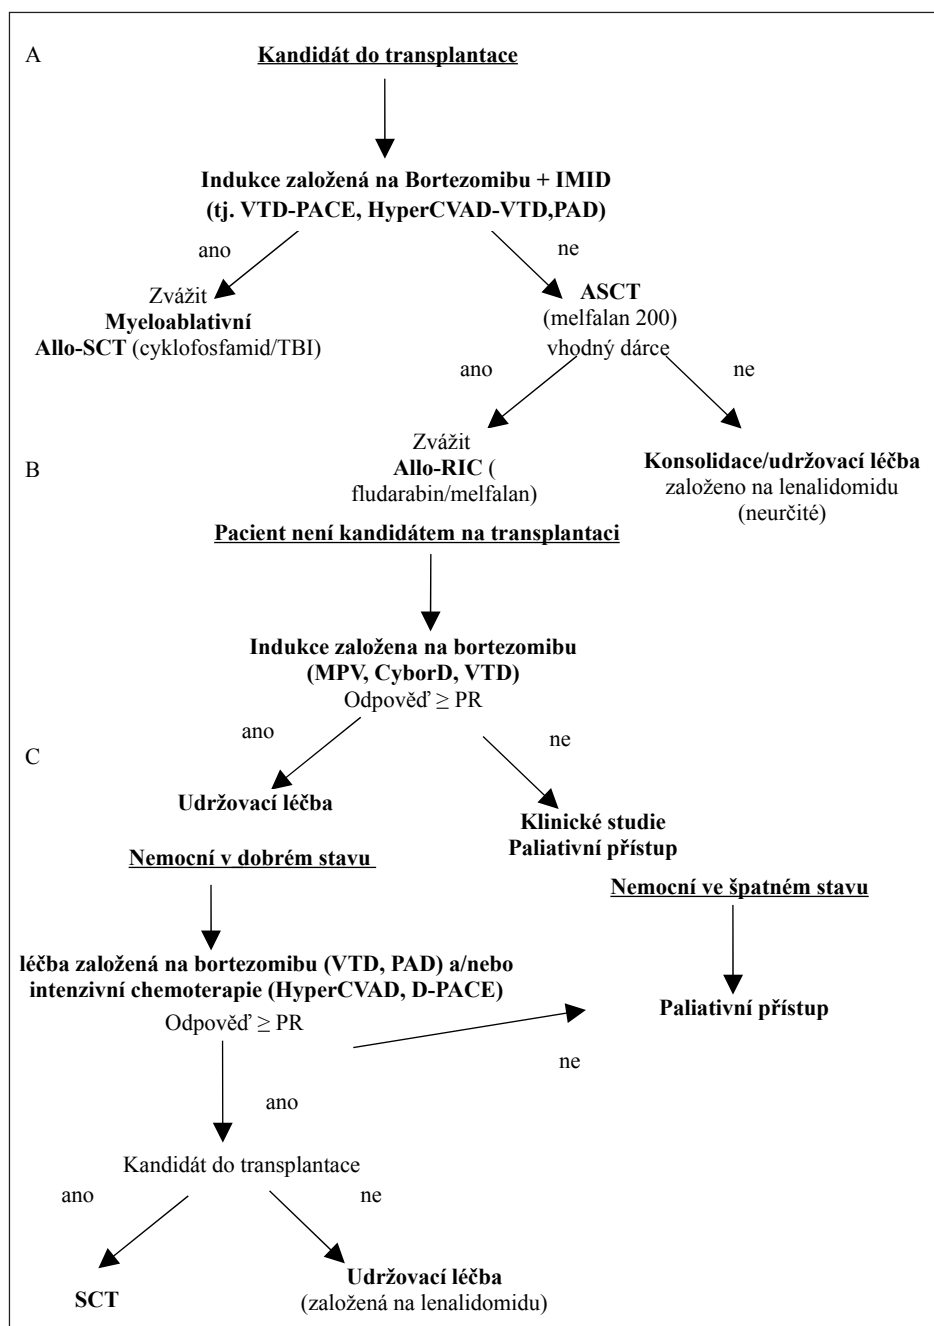 A
Kandidát do transplantace
Indukce založená na Bortezomibu + IMID
(tj. VTD-PACE, HyperCVAD-VTD,PAD)
ano
ne
Zvážit
Myeloablativní
Allo-SCT (cyklofosfamid/TBI)
ASCT
(melfalan 200)
vhodný dárce
ano
ne
Zvážit
Allo-RIC (
fludarabin/melfalan)
Konsolidace/udržovací léčba
založeno na lenalidomidu
(neurčité)
B
Pacient není kandidátem na transplantaci
Indukce založena na bortezomibu
(MPV, CyborD, VTD)
Odpověď ≥ PR
ano
ne
C
Udržovací léčba
Klinické studie
Paliativní přístup
Nemocní v dobrém stavu
Nemocní ve špatném stavu
léčba založená na bortezomibu (VTD, PAD) a/nebo
intenzivní chemoterapie (HyperCVAD, D-PACE)
Odpověď ≥ PR
Paliativní přístup
ne
ano
Kandidát do transplantace
ano
ne
SCT
Udržovací léčba
(založená na lenalidomidu)